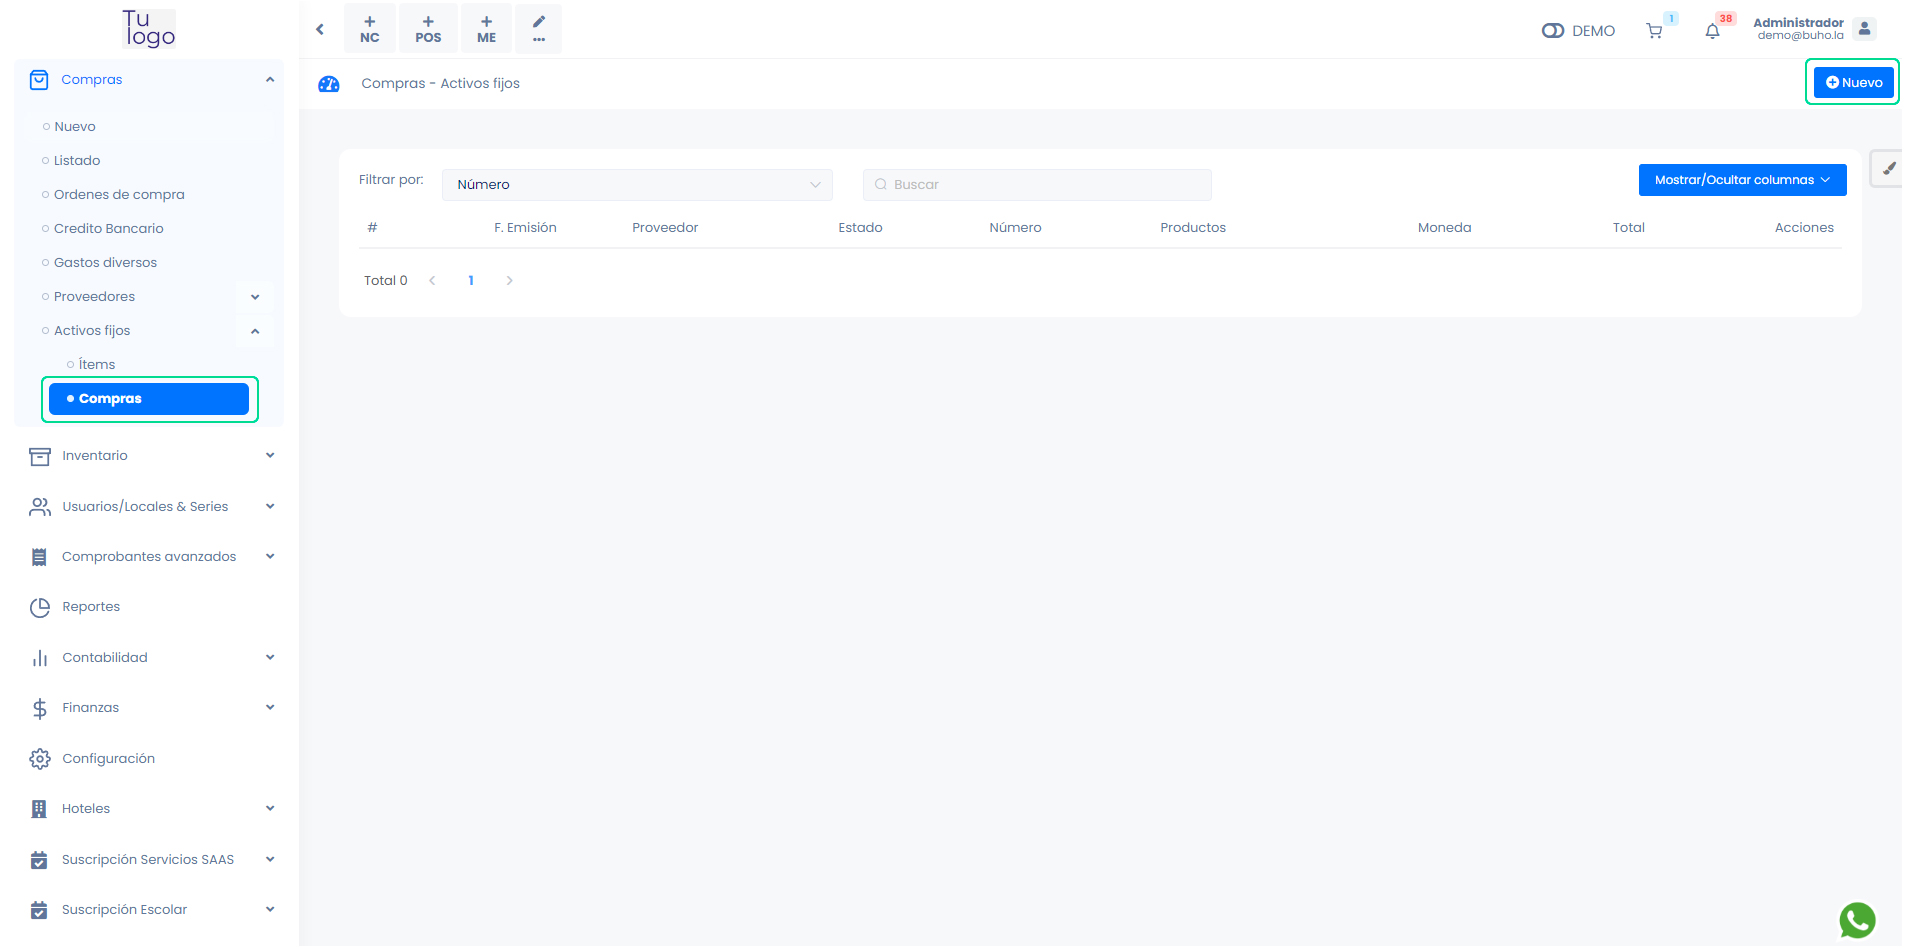 Tu
logo
NC
POS
ME
DEMO
1
38
Administrador
demo@buho.la
Compras
Nuevo
Listado
Ordenes de compra
Credito Bancario
Gastos diversos
Proveedores
Activos fijos
Ítems
Compras
Inventario
Usuarios/Locales & Series
Comprobantes avanzados
Reportes
Contabilidad
Finanzas
Configuración
Hoteles
Suscripción Servicios SAAS
Suscripción Escolar
Compras - Activos fijos
Nuevo
Filtrar por: Número Buscar Mostrar/Ocultar columnas
# F. Emisión Proveedor Estado Número Productos Moneda Total Acciones
Total 0 1